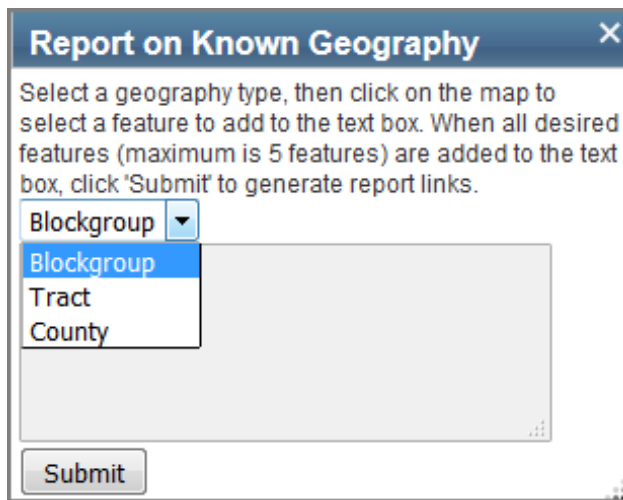 Report on Known Geography
Select a geography type, then click on the map to
select a feature to add to the text box. When all desired
features (maximum is 5 features) are added to the text
box, click 'Submit' to generate report links.
Blockgroup
Blockgroup
Tract
County
Submit